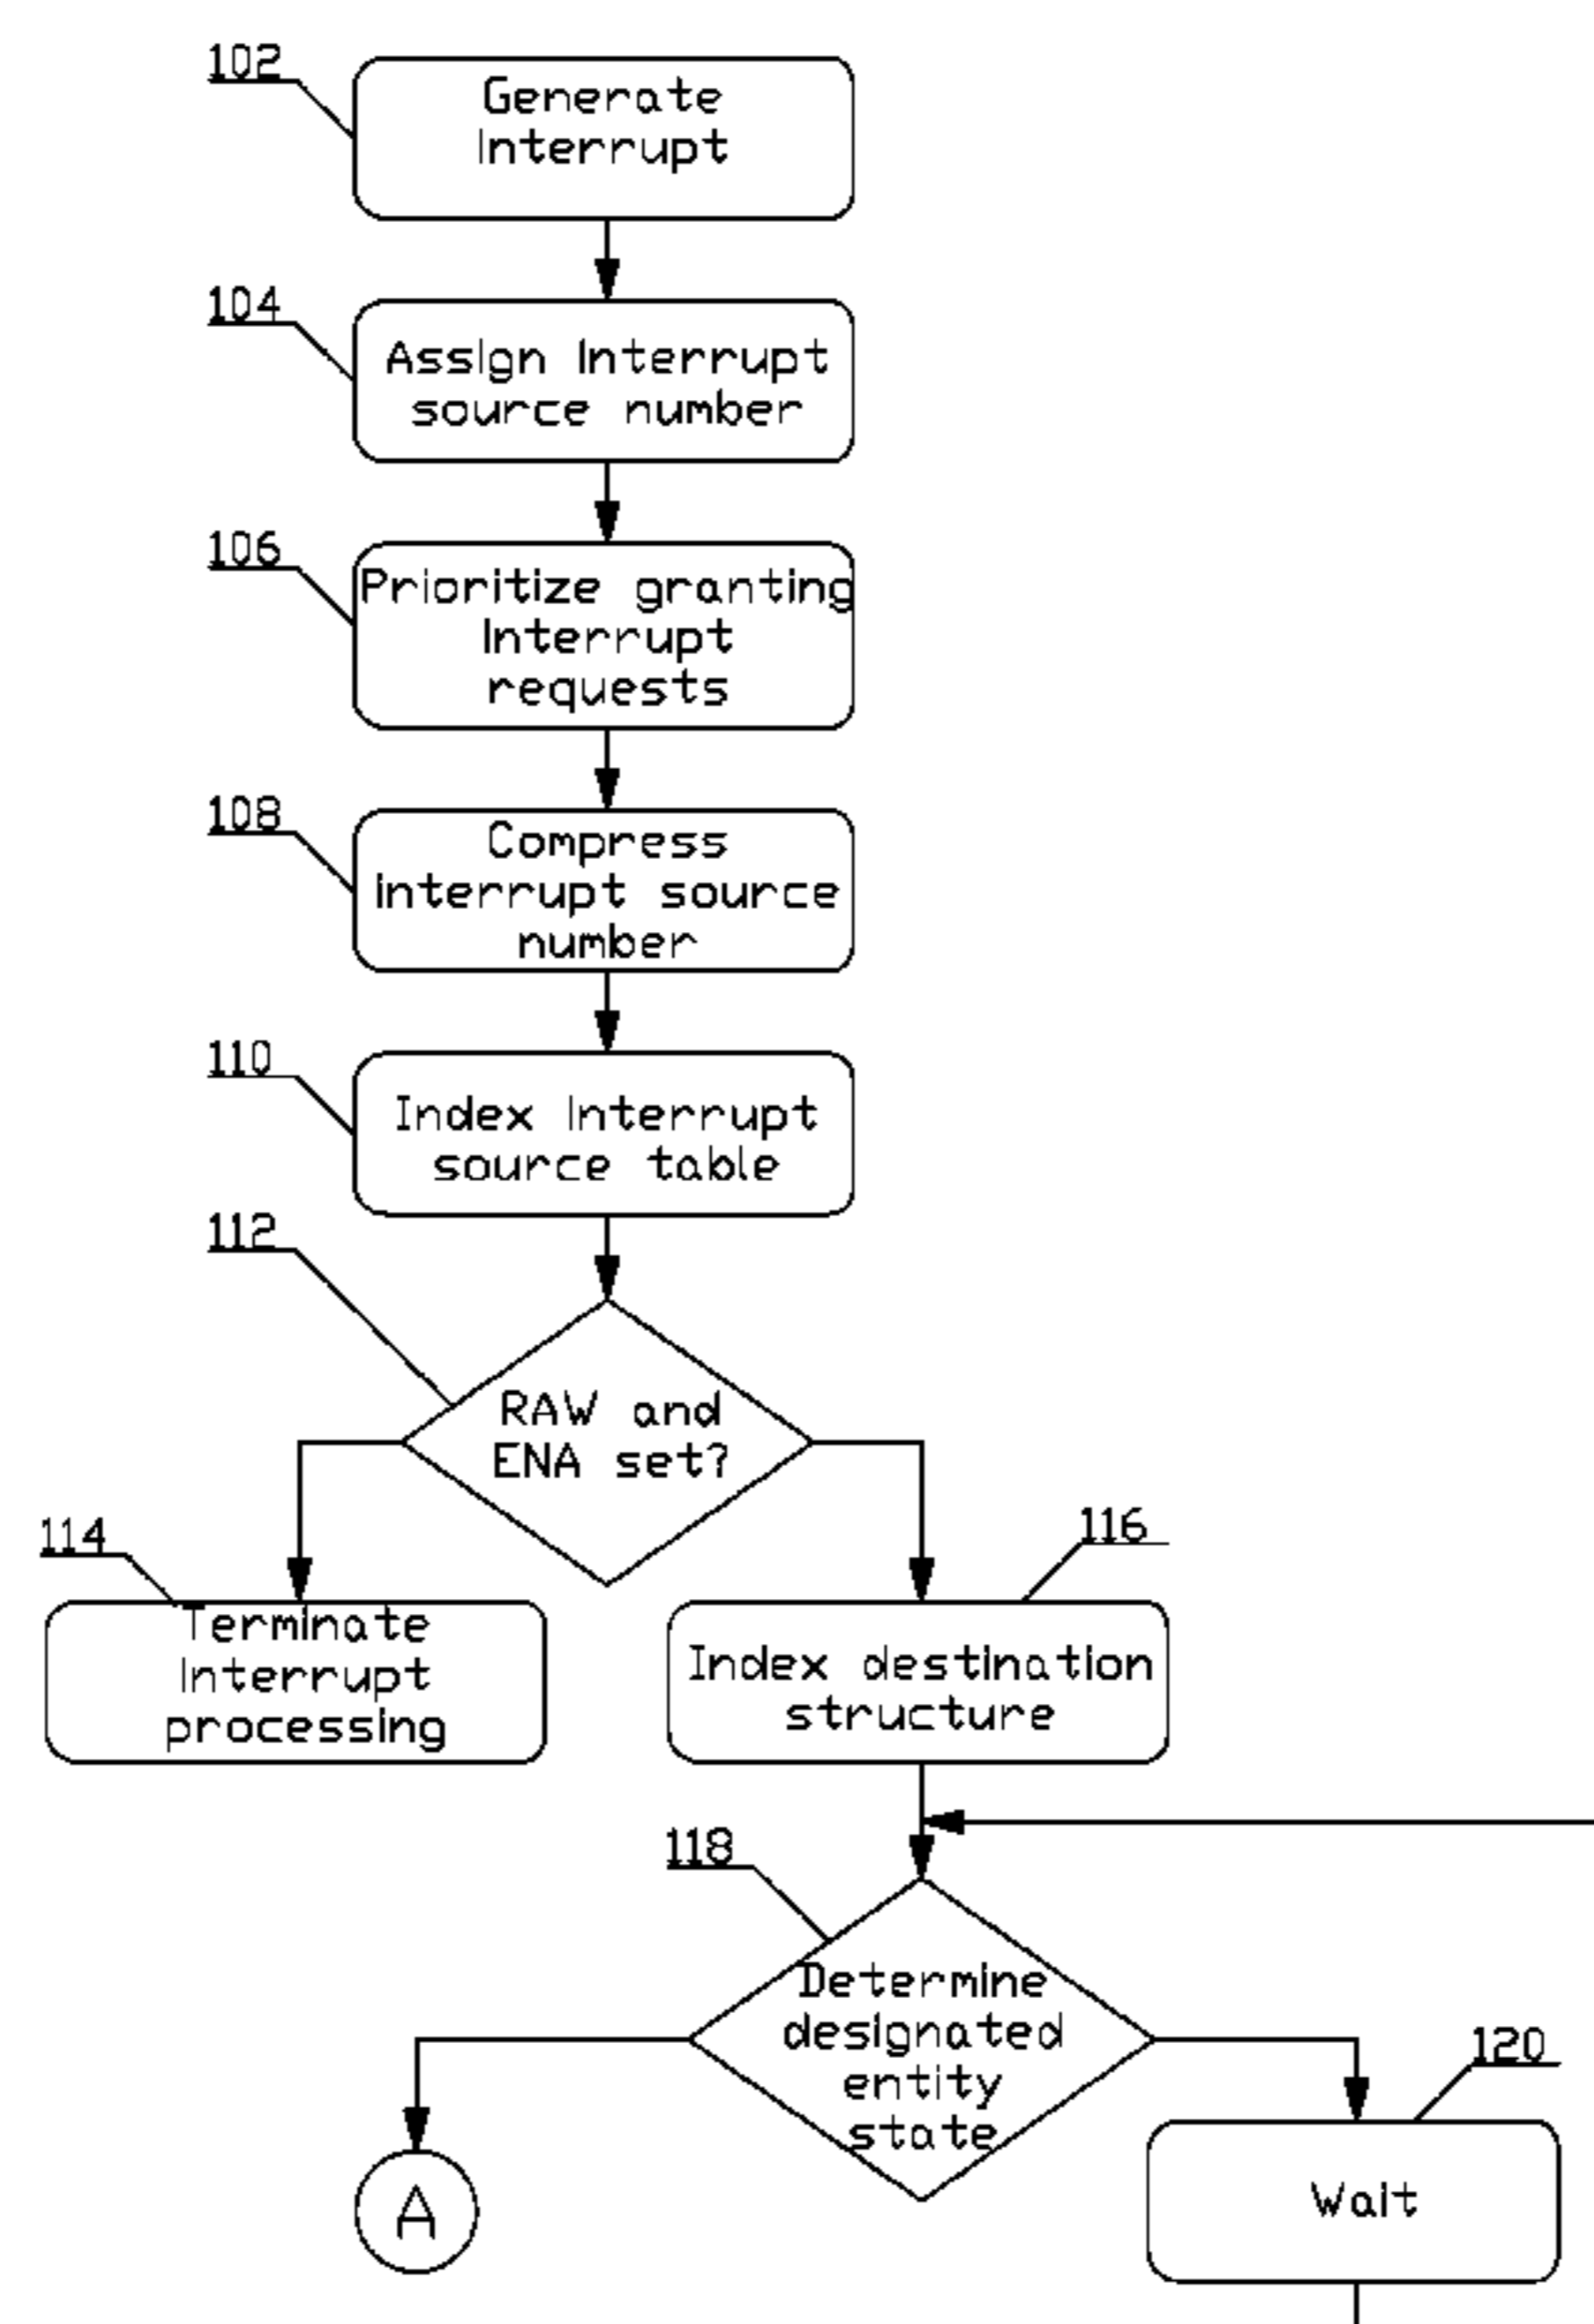 102
Generate
Interrupt
104
Assign Interrupt
source number
106
Prioritize granting
Interrupt
requests
108
Compress
Interrupt source
number
110
Index Interrupt
source table
112
RAW and
ENA set?
114
Terminate
Interrupt
processing
116
Index destination
structure
118
Determine
designated
entity
state
120
Wait
A